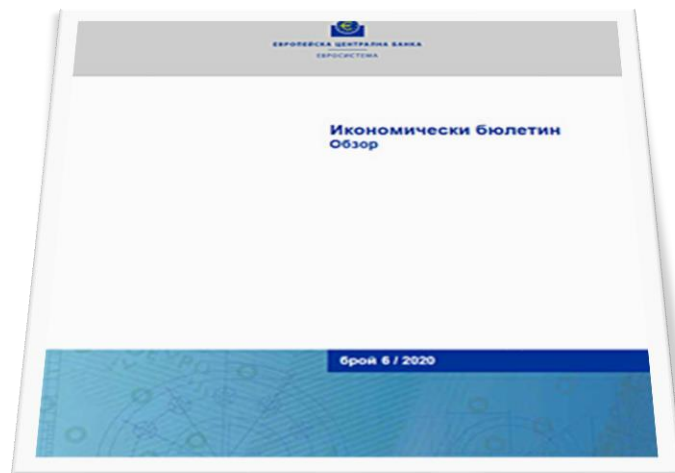 ЕВРОПЕЙСКА ЦЕНТРАЛНА БАНКА
ЕВРОСИСТЕМА
Икономически бюлетин
Обзор
брой 6 / 2020